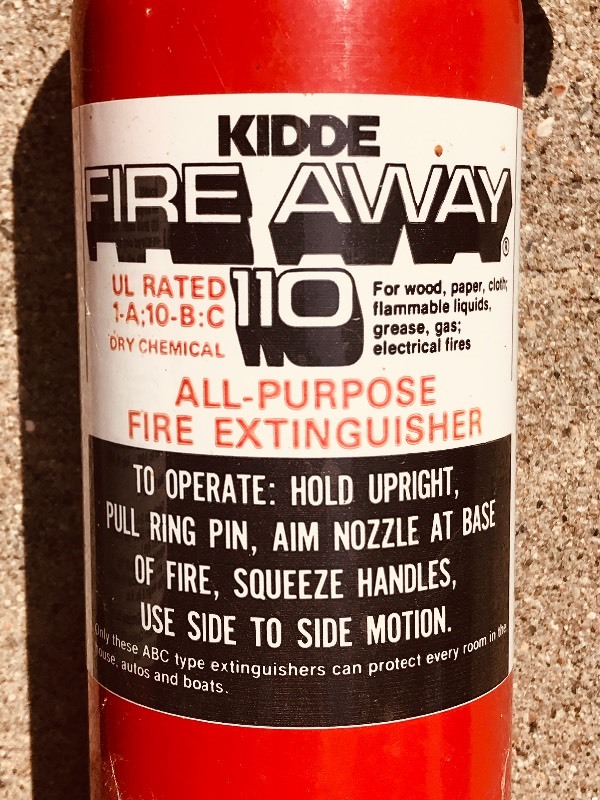 KIDDE
FIRE AWAY®
UL RATED
1-A;10-B:C
DRY CHEMICAL
110
For wood, paper, cloth;
flammable liquids,
grease, gas;
electrical fires
ALL-PURPOSE
FIRE EXTINGUISHER
TO OPERATE: HOLD UPRIGHT,
PULL RING PIN, AIM NOZZLE AT BASE
OF FIRE, SQUEEZE HANDLES,
USE SIDE TO SIDE MOTION.
Only these ABC type extinguishers can protect every room in the
house, autos and boats.